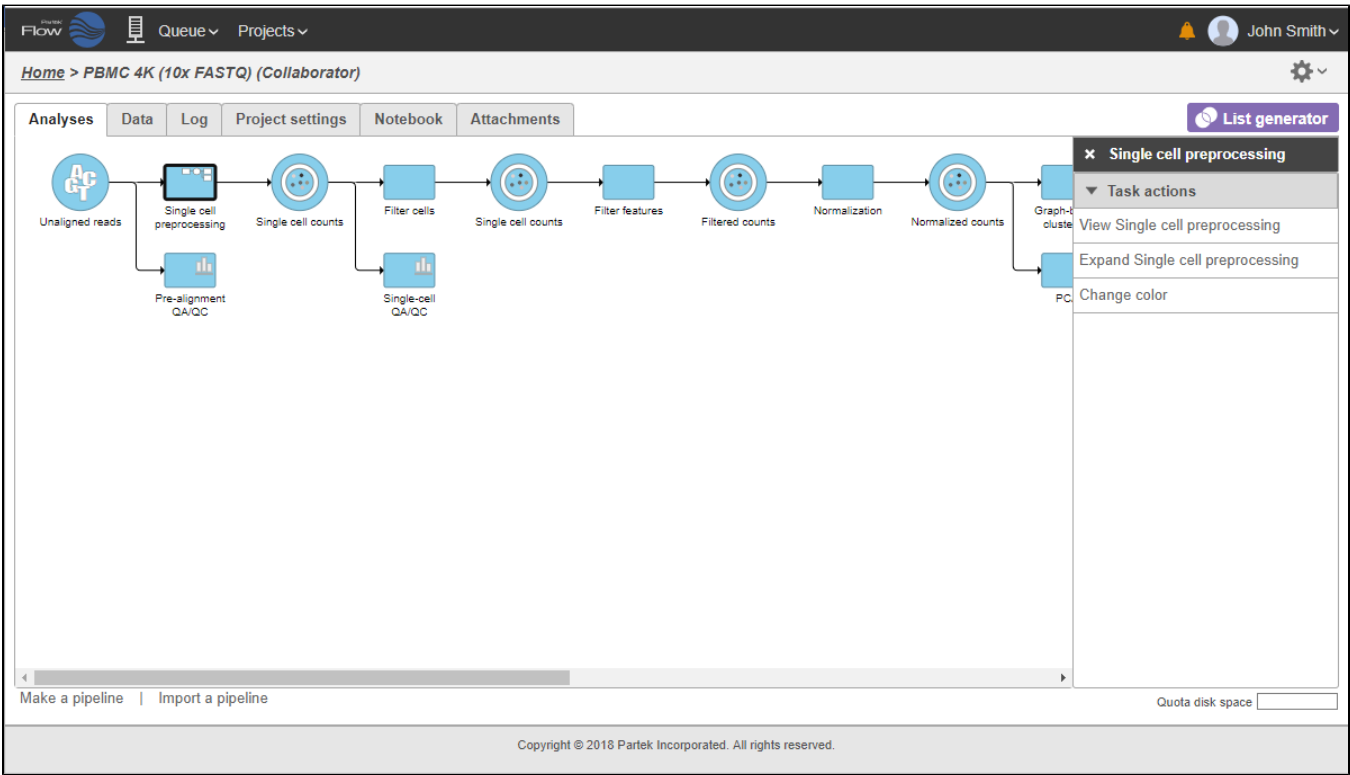 Partek
Flow
Queue
Projects
John Smith
Home > PBMC 4K (10x FASTQ) (Collaborator)
Analyses
Data
Log
Project settings
Notebook
Attachments
List generator
ACGT
Unaligned reads
Single cell
preprocessing
Single cell counts
Filter cells
Single cell counts
Filter features
Filtered counts
Normalization
Normalized counts
Graph-b
cluste
Pre-alignment
QA/QC
Single-cell
QA/QC
PC
Single cell preprocessing
Task actions
View Single cell preprocessing
Expand Single cell preprocessing
Change color
Make a pipeline | Import a pipeline
Quota disk space
Copyright © 2018 Partek Incorporated. All rights reserved.